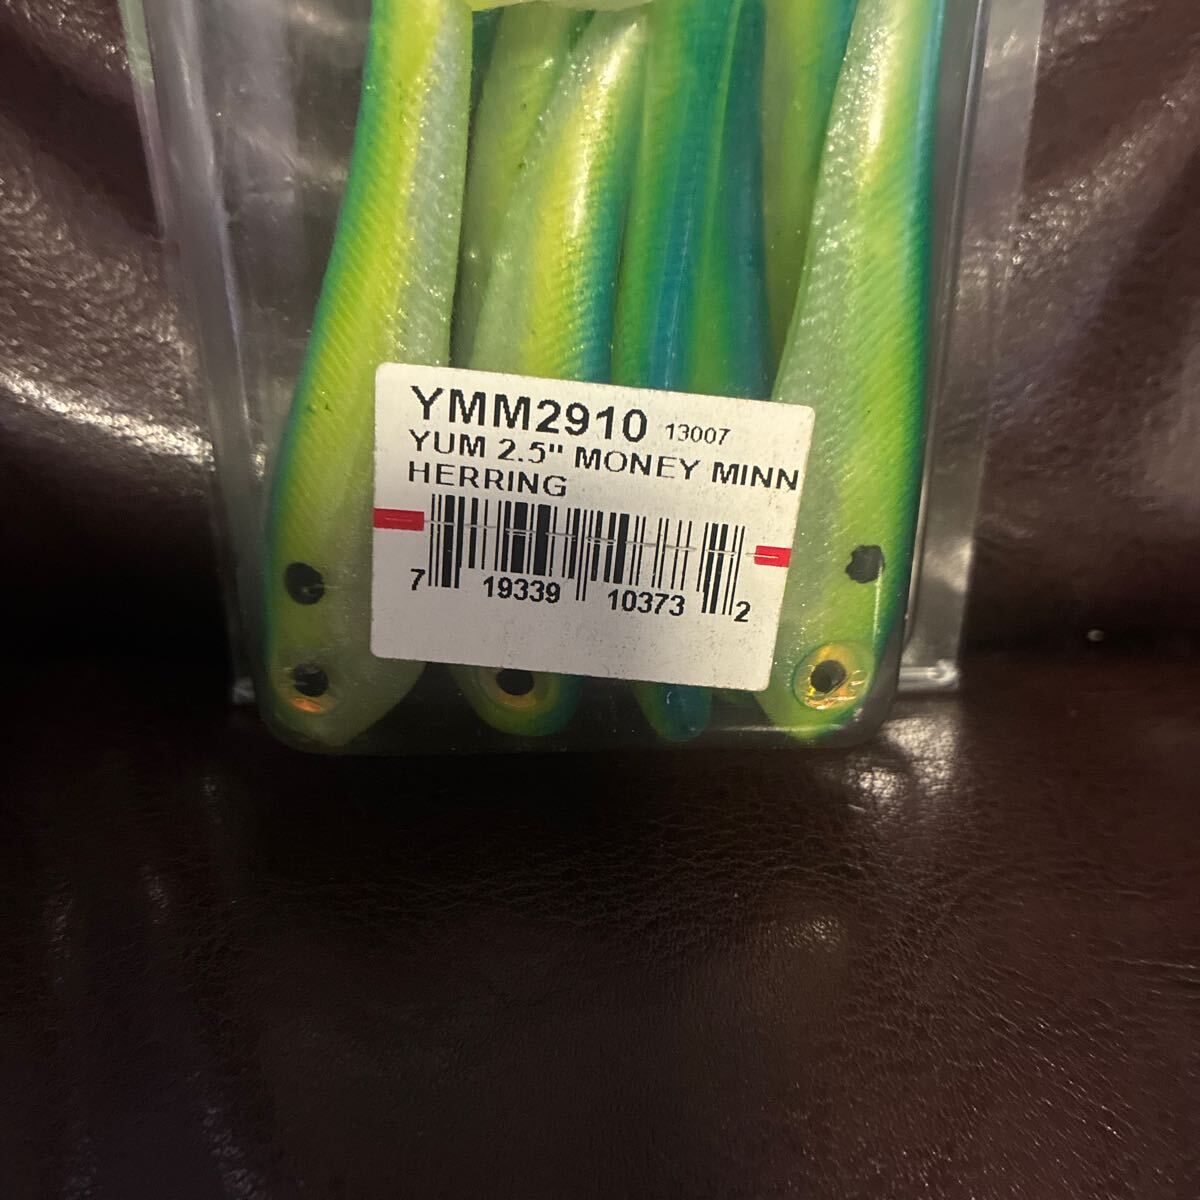 YMM2910 13007
YUM 2.5" MONEY MINN
HERRING
7 19339 10373 2